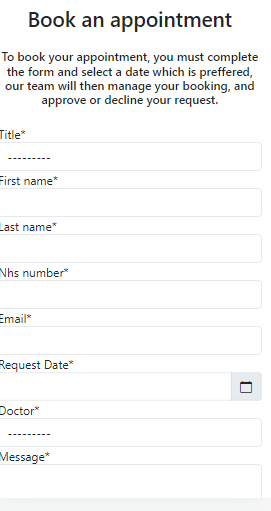 Book an appointment
To book your appointment, you must complete
the form and select a date which is preffered,
our team will then manage your booking, and
approve or decline your request.
Title*
---------
First name*
Last name*
Nhs number*
Email*
Request Date*
Doctor*
---------
Message*